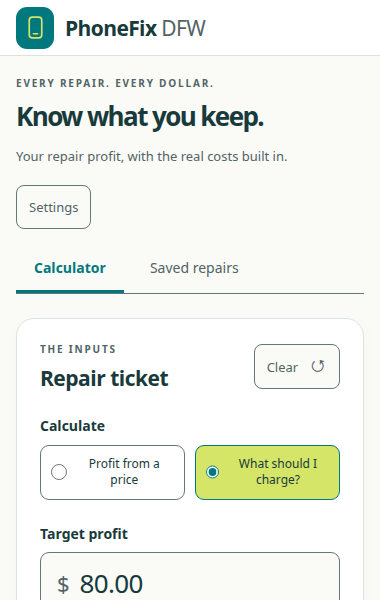 PhoneFix DFW
EVERY REPAIR. EVERY DOLLAR.
Know what you keep.
Your repair profit, with the real costs built in.
Settings
Calculator
Saved repairs
THE INPUTS
Repair ticket
Clear
Calculate
Profit from a
price
What should I
charge?
Target profit
$ 80.00